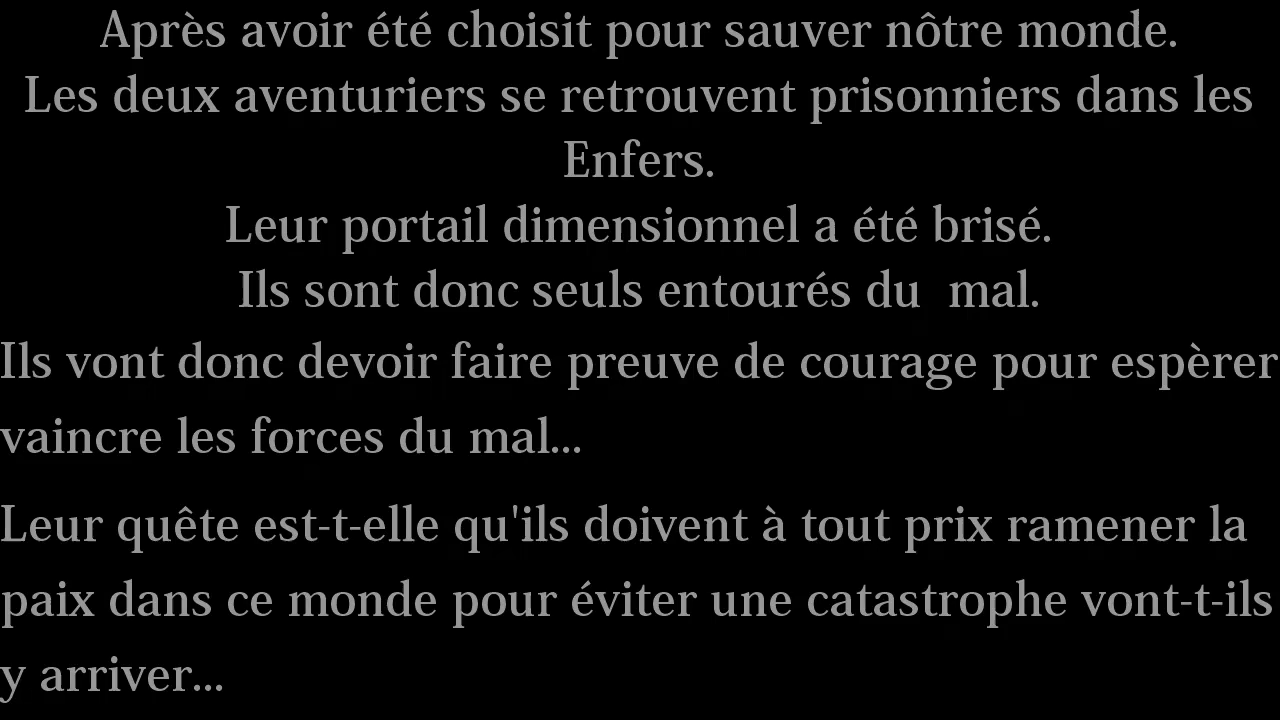 Après avoir été choisit pour sauver nôtre monde.
Les deux aventuriers se retrouvent prisonniers dans les
Enfers.
Leur portail dimensionnel a été brisé.
Ils sont donc seuls entourés du  mal.
Ils vont donc devoir faire preuve de courage pour espèrer
vaincre les forces du mal...
Leur quête est-t-elle qu'ils doivent à tout prix ramener la
paix dans ce monde pour éviter une catastrophe vont-t-ils
y arriver...